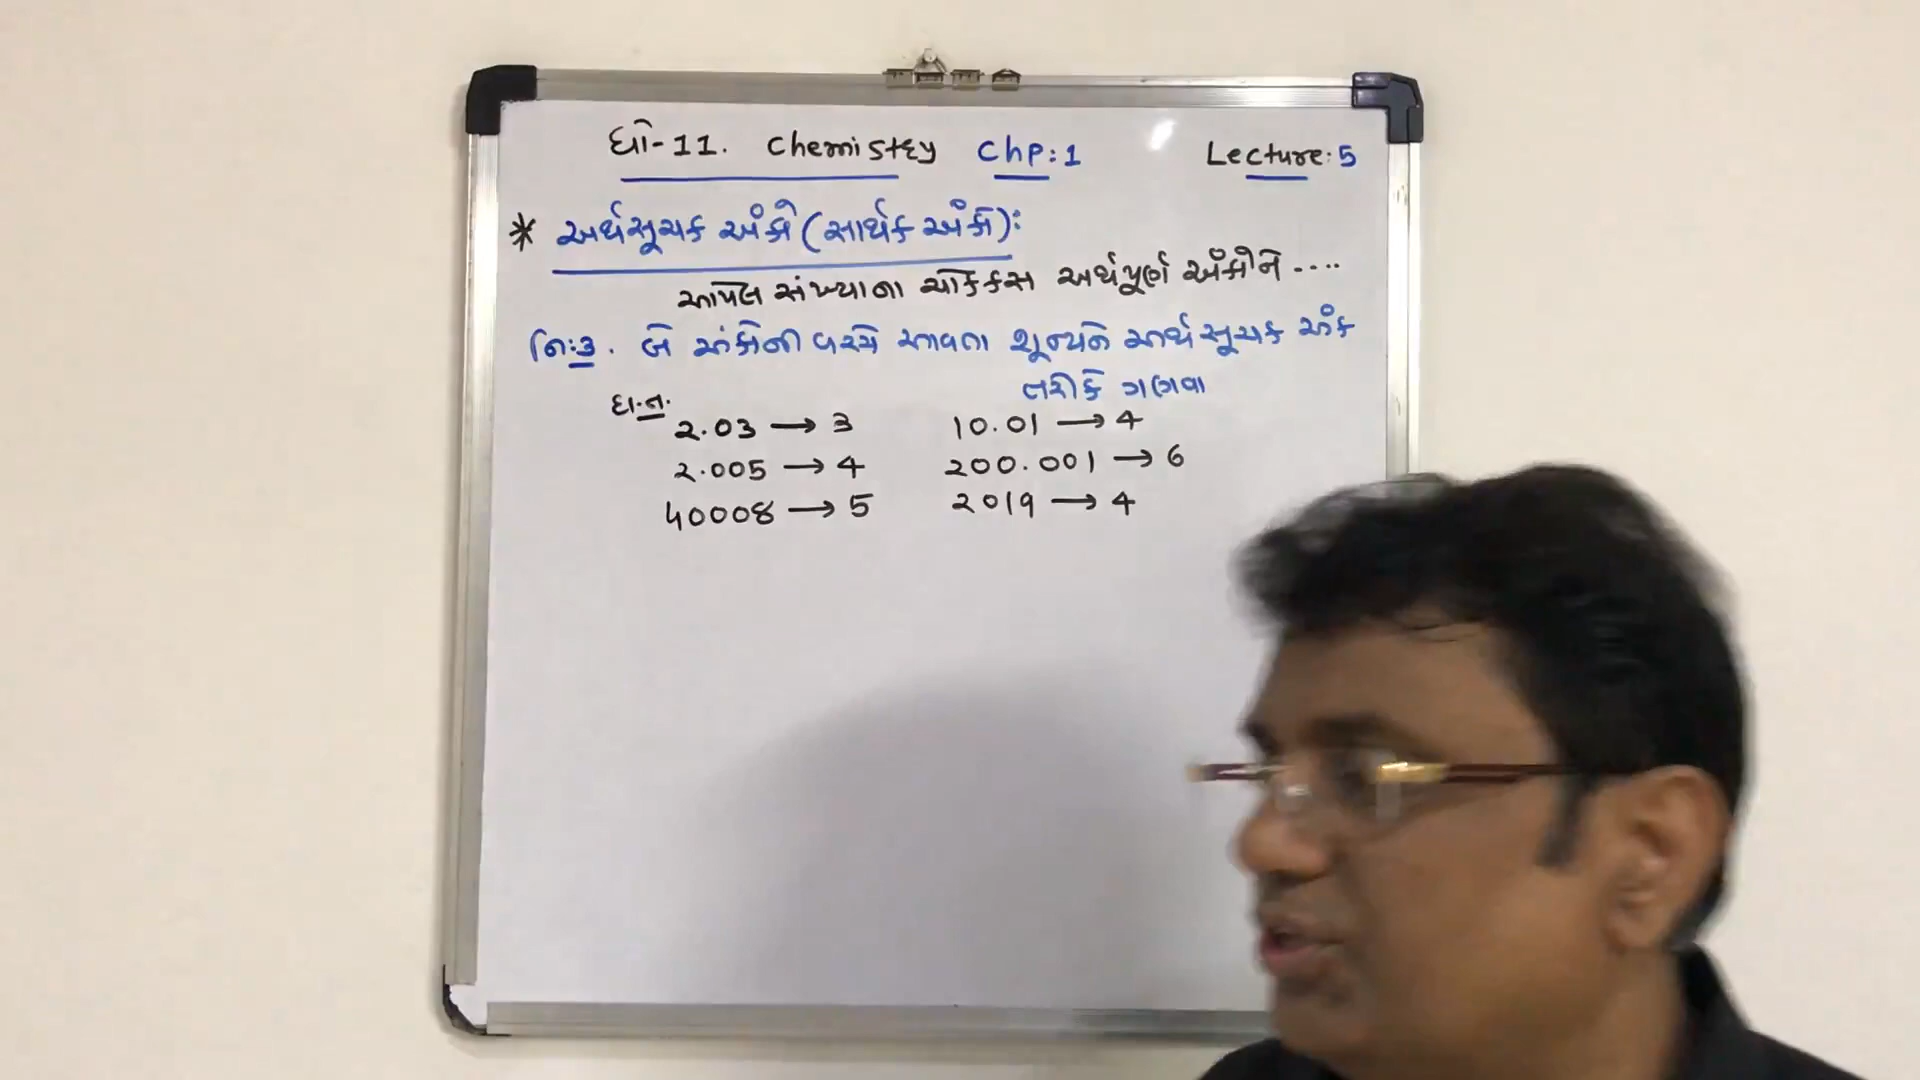 ધો-11. Chemistry Chp:1 Lecture:5
* અર્થસૂચક અંકો (સાર્થક અંકો):
આપેલ સંખ્યાના ચોક્કસ અર્થપૂર્ણ અંકોને ....
નિ:૩. બે અંકોની વચ્ચે આવતા શૂન્યને અર્થસૂચક અંક
તરીકે ગણવા
દા.ત.
2.03 → 3 10.01 → 4
2.005 → 4 200.001 → 6
40008 → 5 2019 → 4